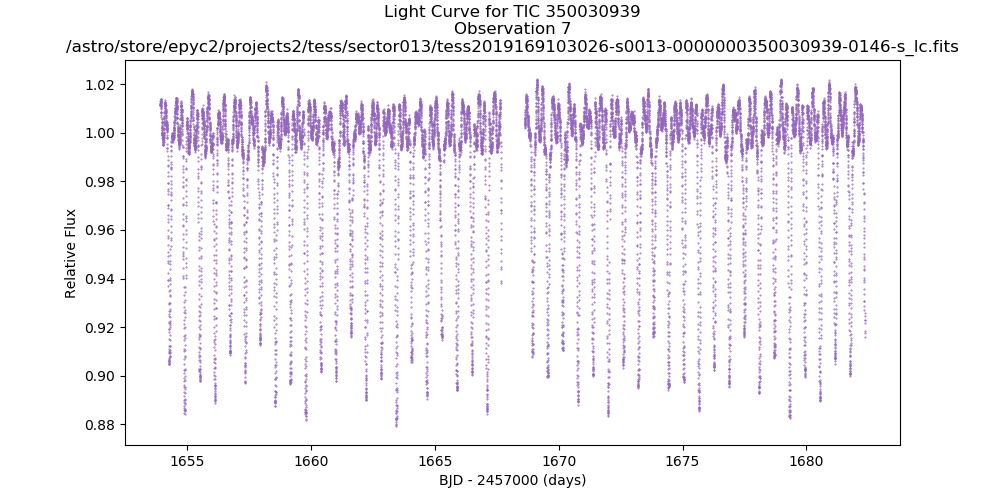 Light Curve for TIC 350030939
Observation 7
/astro/store/epyc2/projects2/tess/sector013/tess2019169103026-s0013-0000000350030939-0146-s_lc.fits
1.02
1.00
0.98
0.96
0.94
0.92
0.90
0.88
Relative Flux
1655
1660
1665
1670
1675
1680
BJD - 2457000 (days)